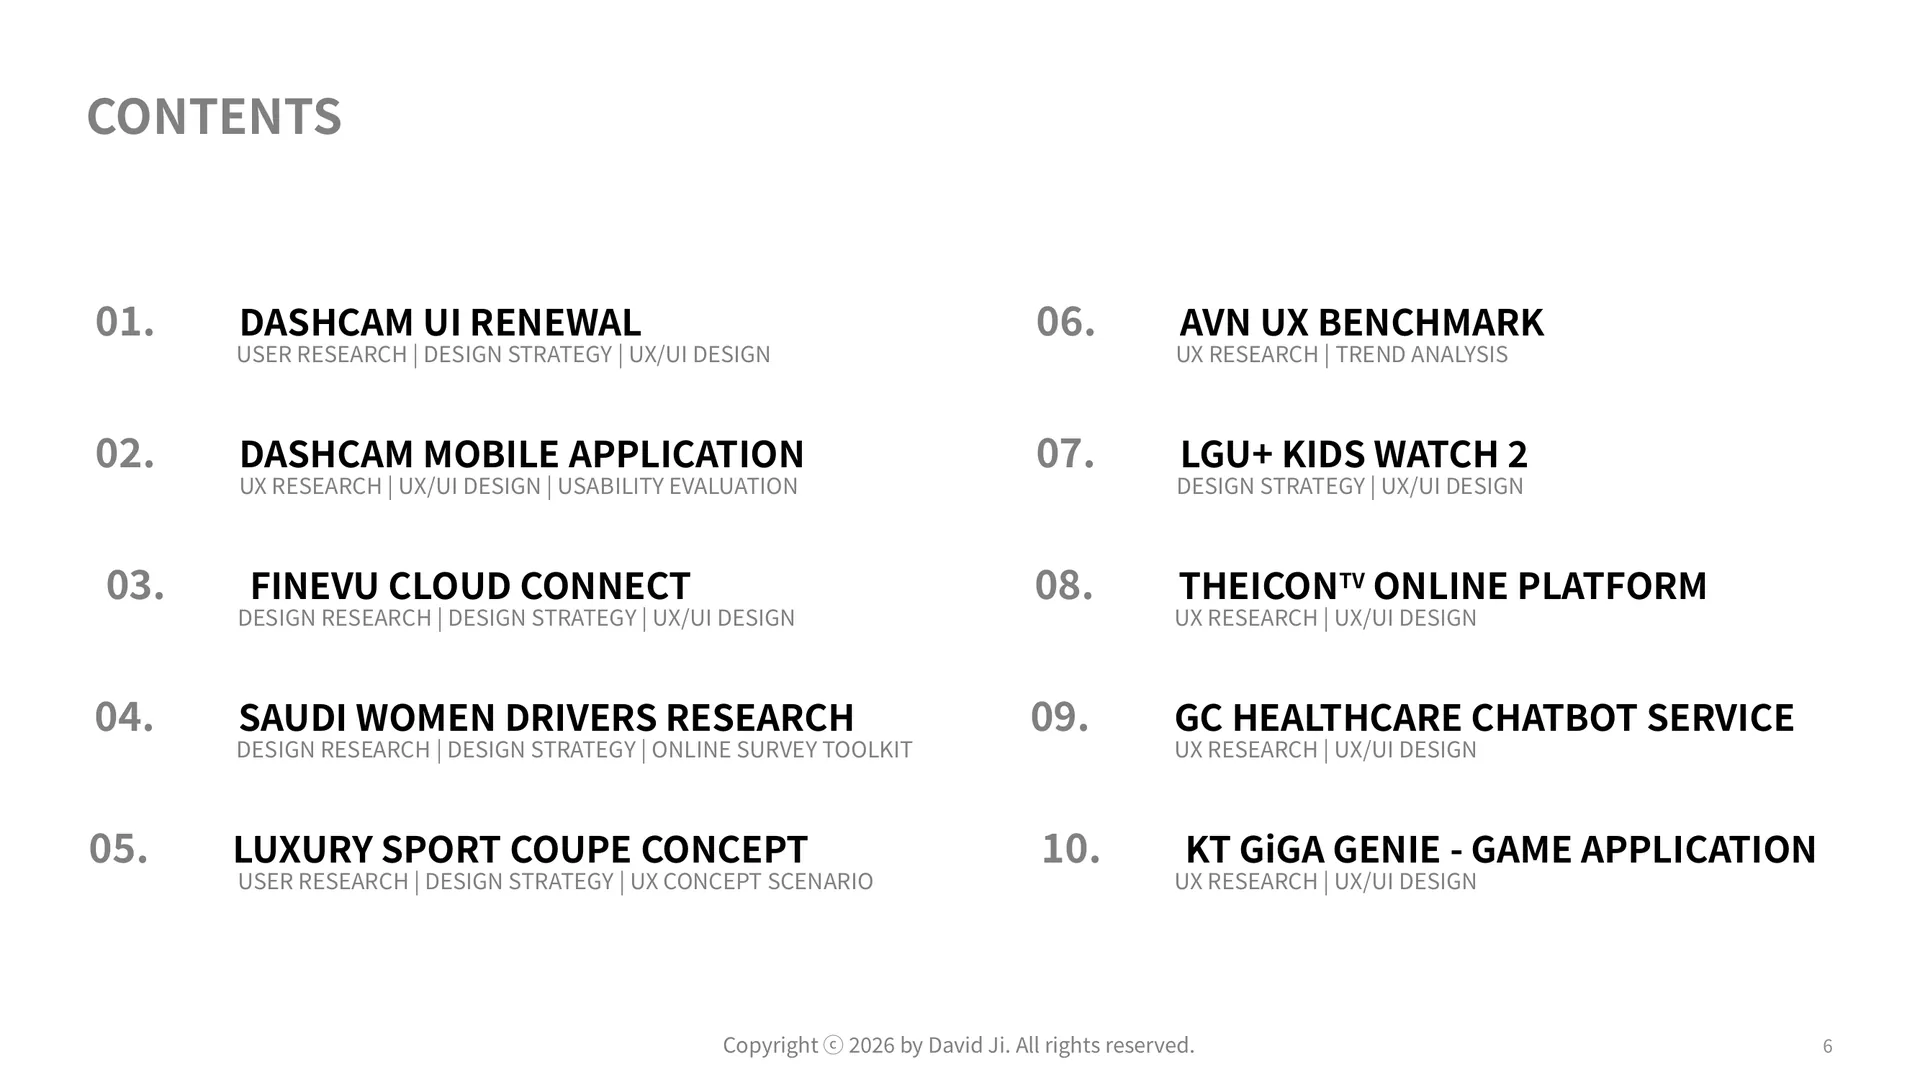 CONTENTS
01. DASHCAM UI RENEWAL
USER RESEARCH | DESIGN STRATEGY | UX/UI DESIGN
02. DASHCAM MOBILE APPLICATION
UX RESEARCH | UX/UI DESIGN | USABILITY EVALUATION
03. FINEVU CLOUD CONNECT
DESIGN RESEARCH | DESIGN STRATEGY | UX/UI DESIGN
04. SAUDI WOMEN DRIVERS RESEARCH
DESIGN RESEARCH | DESIGN STRATEGY | ONLINE SURVEY TOOLKIT
05. LUXURY SPORT COUPE CONCEPT
USER RESEARCH | DESIGN STRATEGY | UX CONCEPT SCENARIO
06. AVN UX BENCHMARK
UX RESEARCH | TREND ANALYSIS
07. LGU+ KIDS WATCH 2
DESIGN STRATEGY | UX/UI DESIGN
08. THEICONᵀⱽ ONLINE PLATFORM
UX RESEARCH | UX/UI DESIGN
09. GC HEALTHCARE CHATBOT SERVICE
UX RESEARCH | UX/UI DESIGN
10. KT GiGA GENIE - GAME APPLICATION
UX RESEARCH | UX/UI DESIGN
Copyright ⓒ 2026 by David Ji. All rights reserved.
6